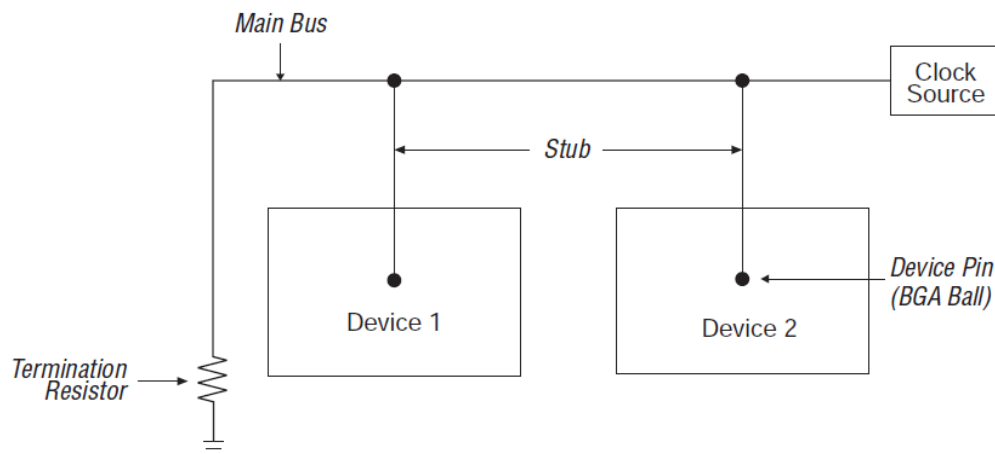 Main Bus
Clock
Source
Stub
Device Pin
(BGA Ball)
Device 1
Device 2
Termination
Resistor